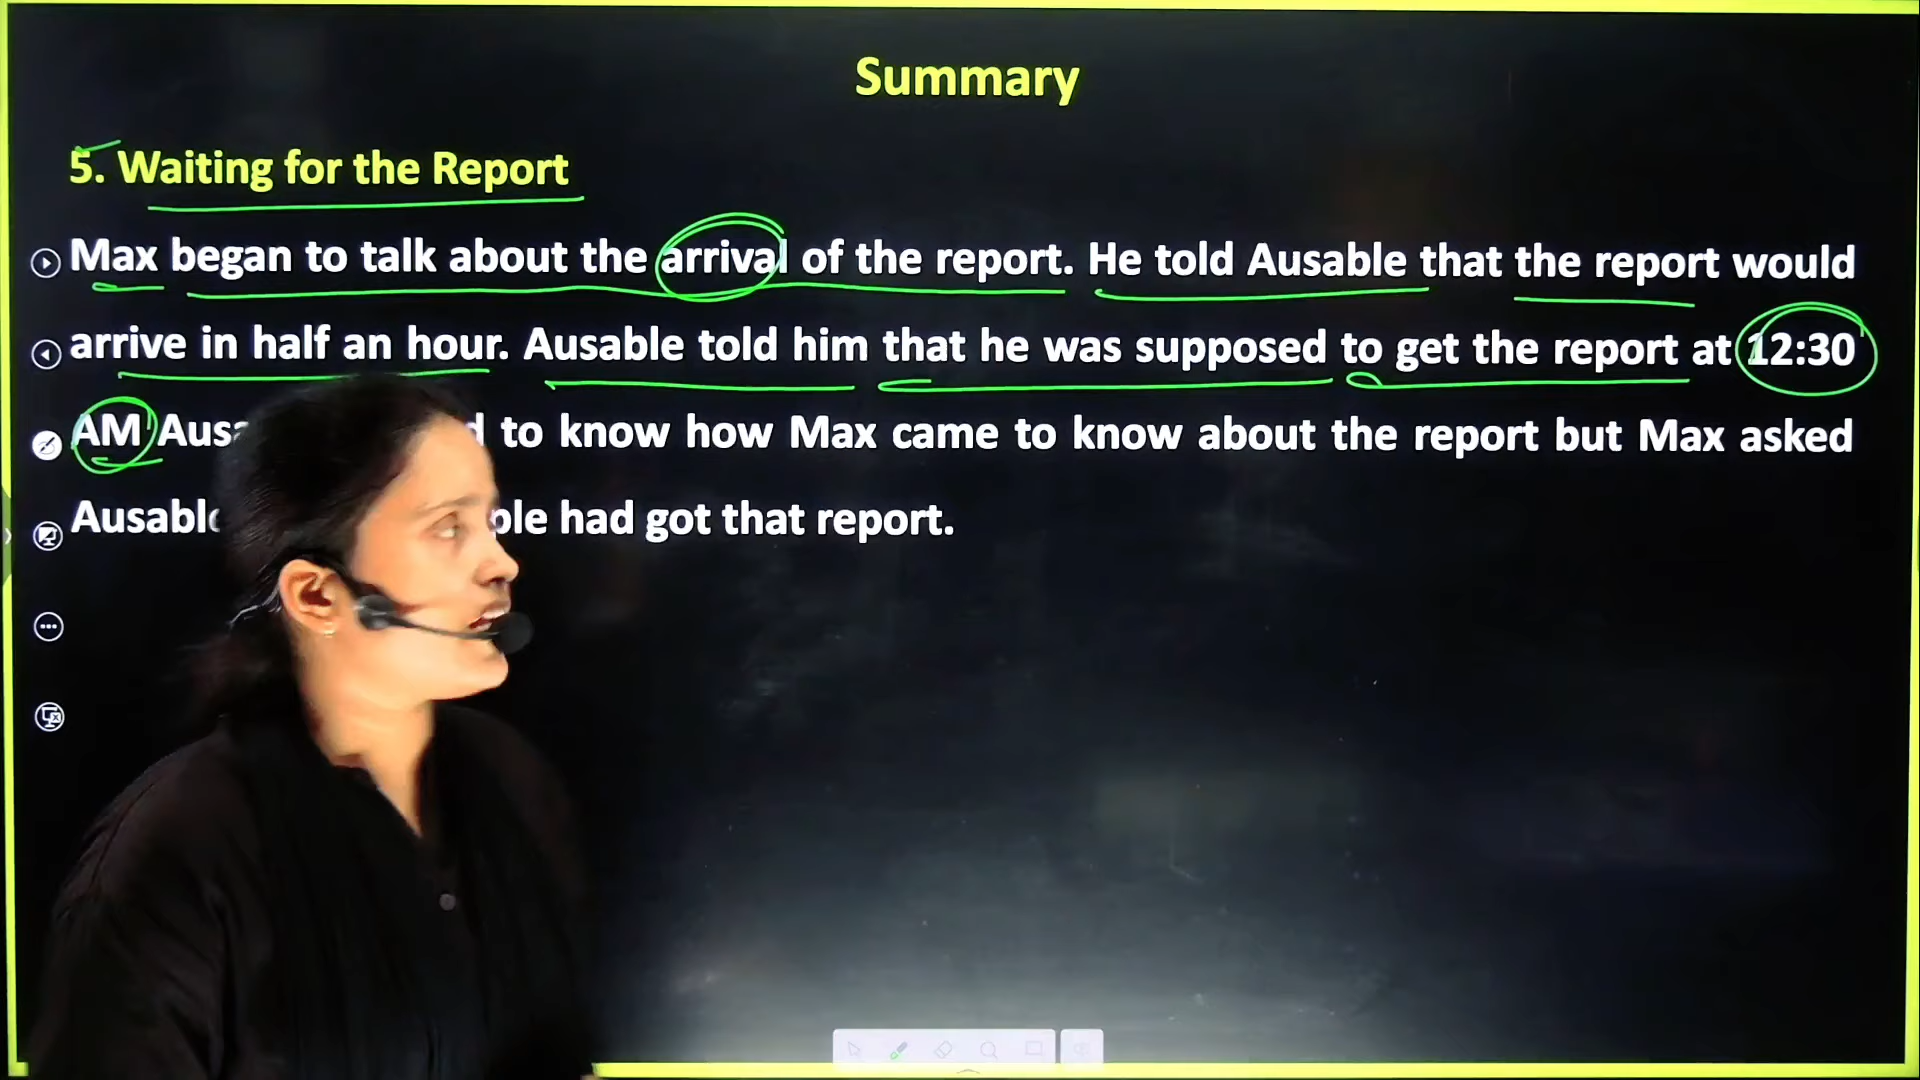 Summary
5. Waiting for the Report
Max began to talk about the arrival of the report. He told Ausable that the report would
arrive in half an hour. Ausable told him that he was supposed to get the report at 12:30
AM to know how Max came to know about the report but Max asked
had got that report.